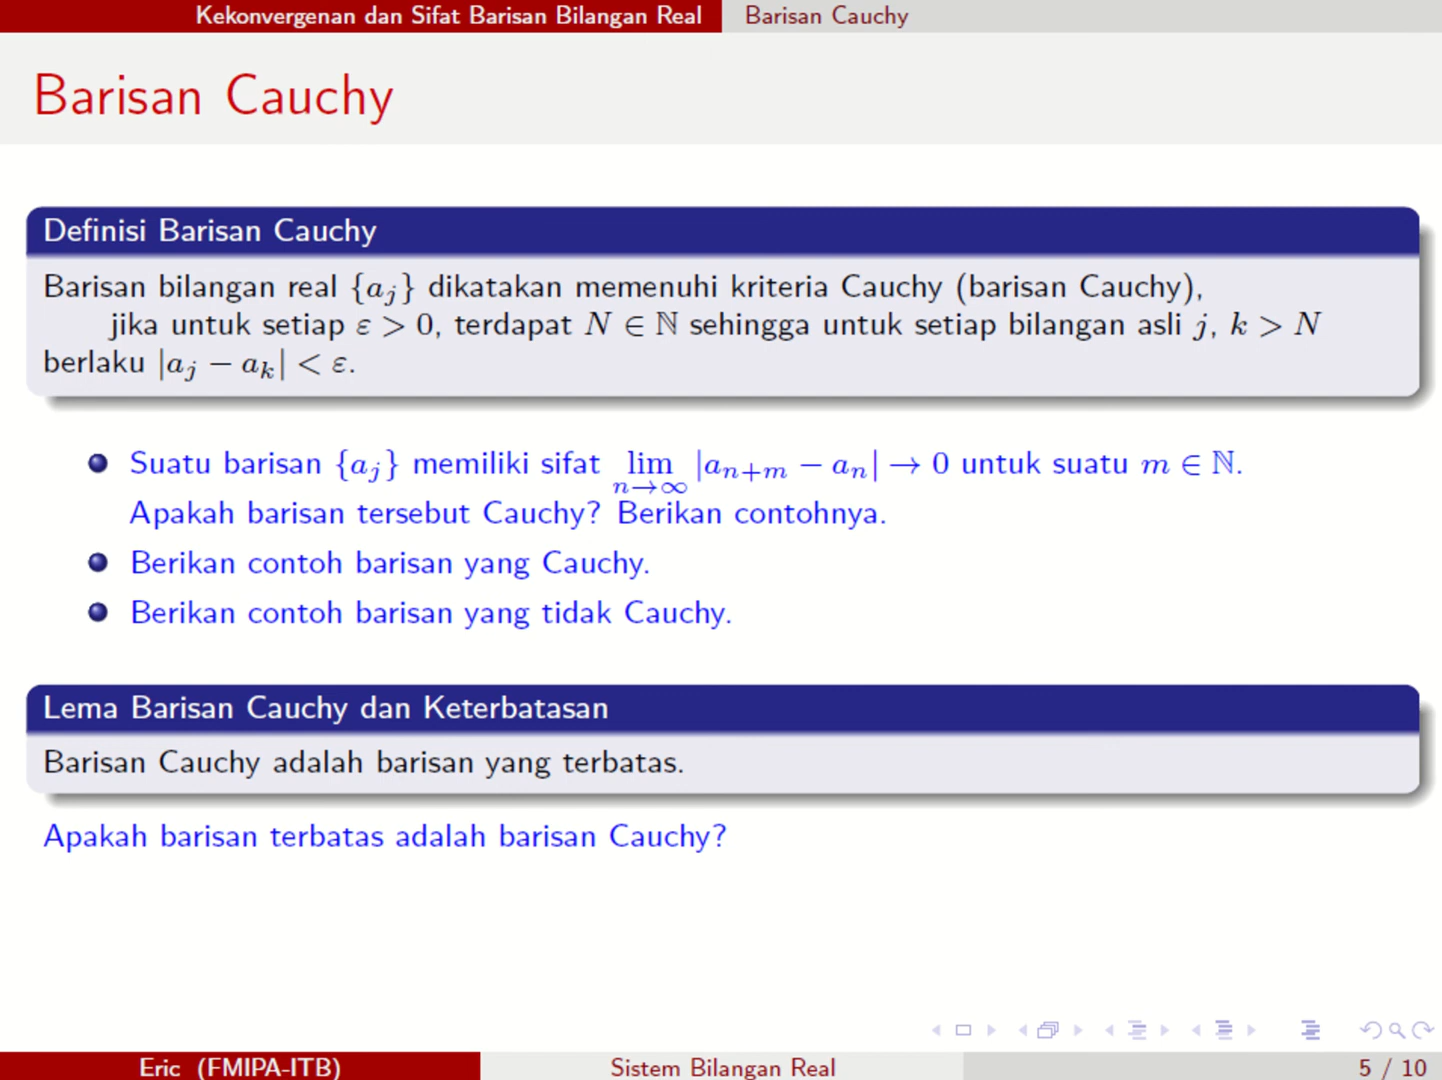 Kekonvergenan dan Sifat Barisan Bilangan Real Barisan Cauchy
Barisan Cauchy
Definisi Barisan Cauchy
Barisan bilangan real {a_j} dikatakan memenuhi kriteria Cauchy (barisan Cauchy),
jika untuk setiap ε > 0, terdapat N ∈ ℕ sehingga untuk setiap bilangan asli j, k > N
berlaku |a_j − a_k| < ε.
Suatu barisan {a_j} memiliki sifat lim_{n→∞} |a_{n+m} − a_n| → 0 untuk suatu m ∈ ℕ.
Apakah barisan tersebut Cauchy? Berikan contohnya.
Berikan contoh barisan yang Cauchy.
Berikan contoh barisan yang tidak Cauchy.
Lema Barisan Cauchy dan Keterbatasan
Barisan Cauchy adalah barisan yang terbatas.
Apakah barisan terbatas adalah barisan Cauchy?
Eric (FMIPA-ITB) Sistem Bilangan Real 5 / 10